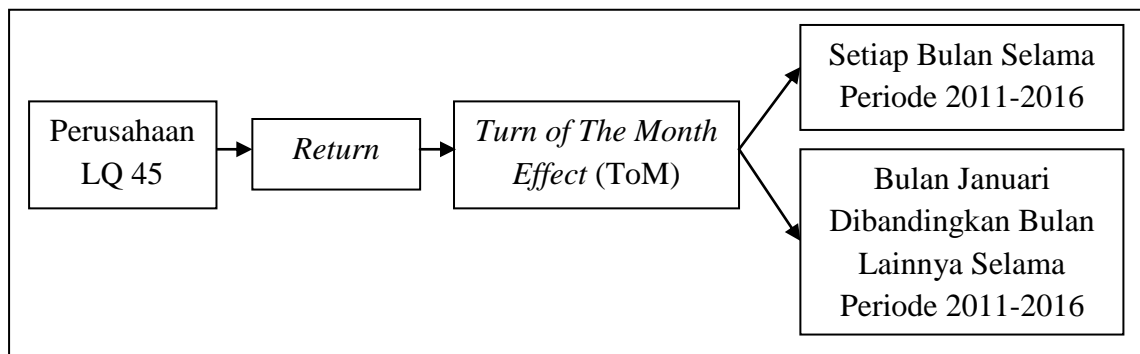 Perusahaan
LQ 45
Return
Turn of The Month
Effect (ToM)
Setiap Bulan Selama
Periode 2011-2016
Bulan Januari
Dibandingkan Bulan
Lainnya Selama
Periode 2011-2016